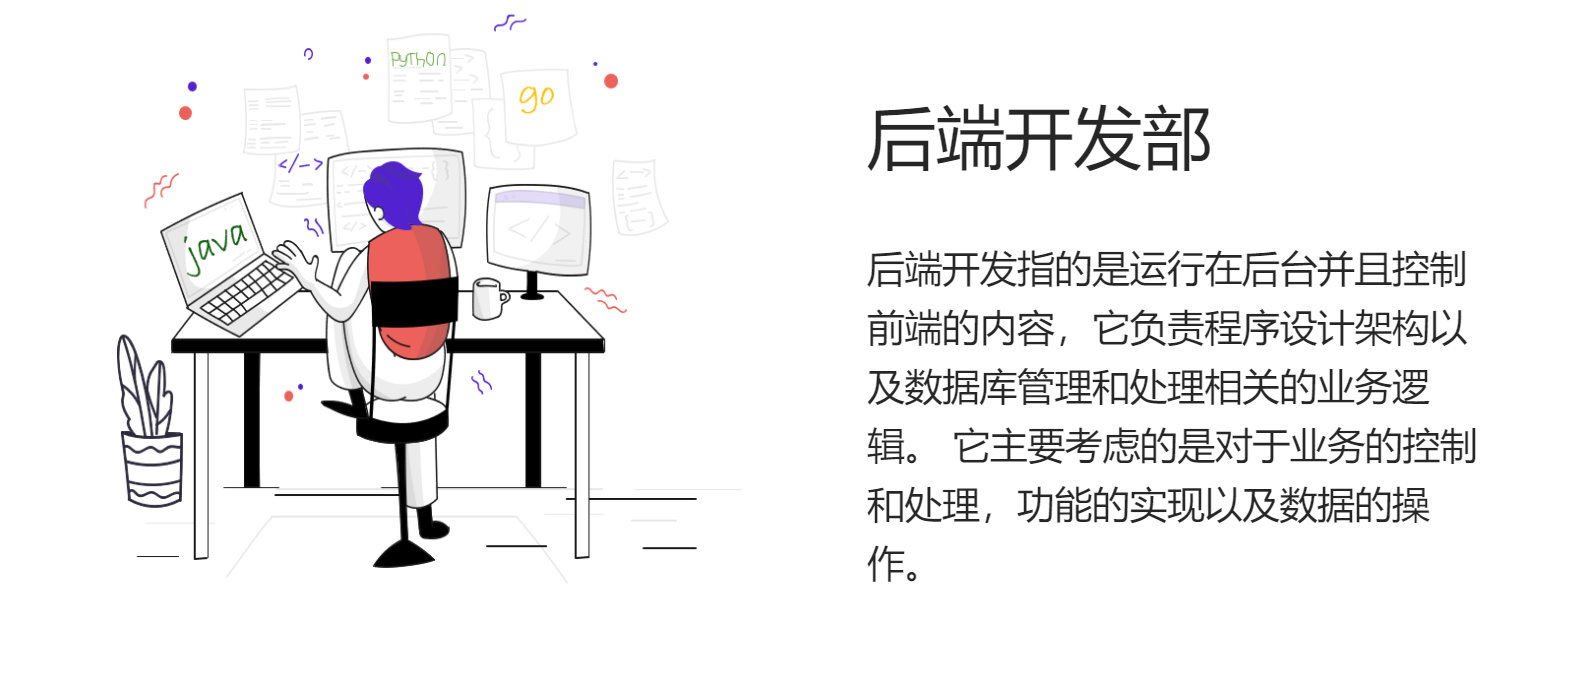 PyTHon
go
</-->
java
</>
后端开发部
后端开发指的是运行在后台并且控制
前端的内容，它负责程序设计架构以
及数据库管理和处理相关的业务逻
辑。 它主要考虑的是对于业务的控制
和处理，功能的实现以及数据的操
作。